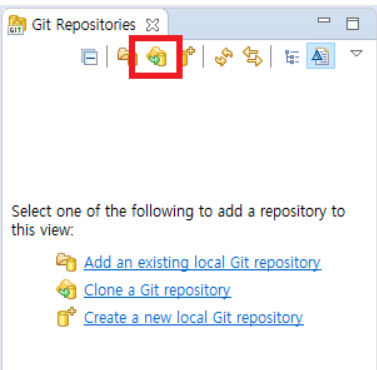 GIT Git Repositories
Select one of the following to add a repository to
this view:
Add an existing local Git repository
Clone a Git repository
Create a new local Git repository